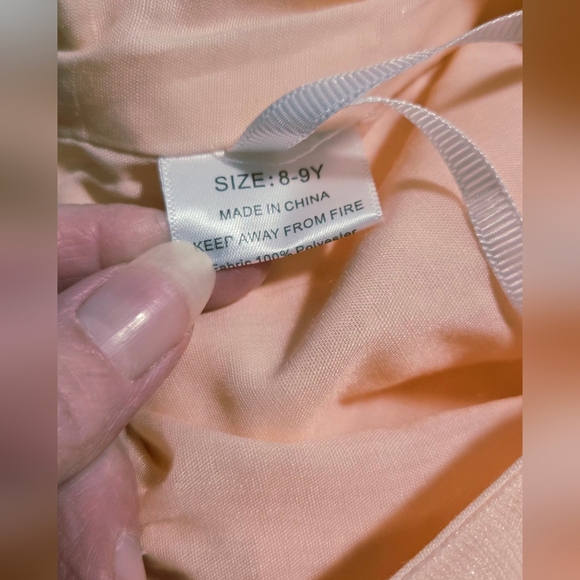 SIZE: 8-9Y
MADE IN CHINA
KEEP AWAY FROM FIRE
Fabric 100% Polyester